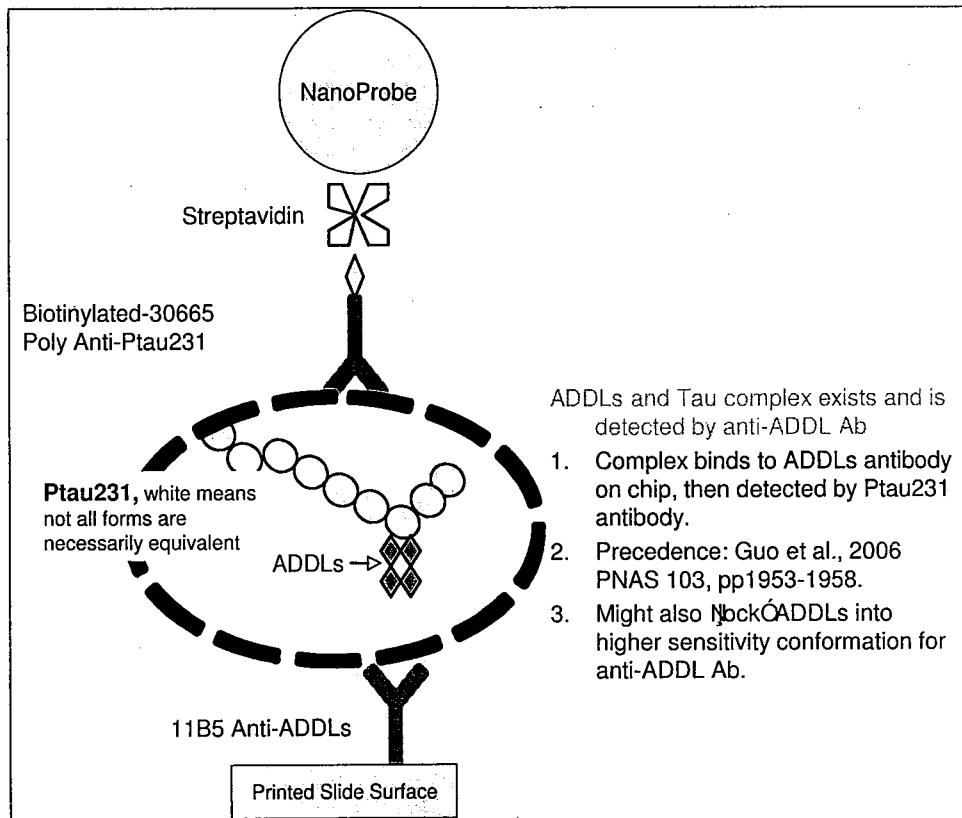 NanoProbe
Streptavidin
Biotinylated-30665
Poly Anti-Ptau231
ADDLs and Tau complex exists and is
detected by anti-ADDL Ab
1. Complex binds to ADDLs antibody
on chip, then detected by Ptau231
antibody.
2. Precedence: Guo et al., 2006
PNAS 103, pp1953-1958.
3. Might also ADDLs into
higher sensitivity conformation for
anti-ADDL Ab.
Ptau231, white means
not all forms are
necessarily equivalent
ADDLs
11B5 Anti-ADDLs
Printed Slide Surface